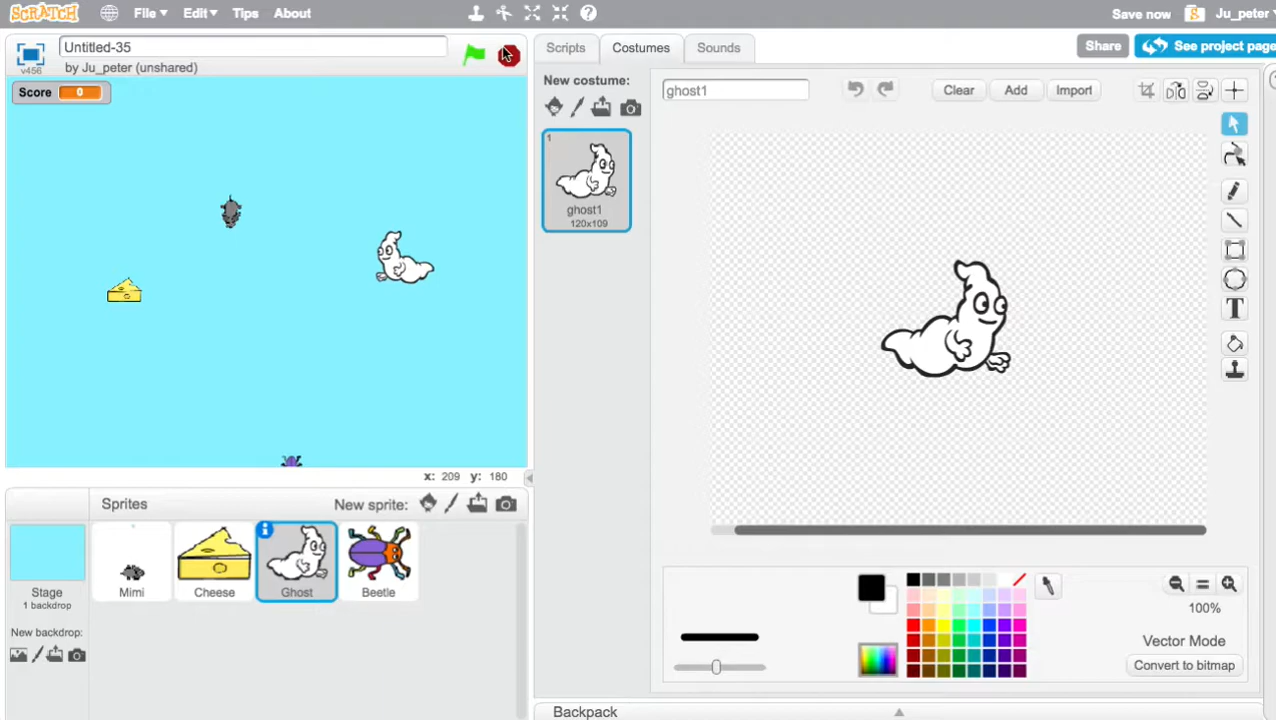 SCRATCH File Edit Tips About Save now Ju_peter
Untitled-35
by Ju_peter (unshared)
v456
Score 0
Scripts Costumes Sounds Share See project page
New costume:
ghost1 Clear Add Import
1
ghost1
120x109
x: 209 y: 180
Sprites New sprite:
Stage
1 backdrop
New backdrop:
Mimi Cheese Ghost Beetle
100%
Vector Mode
Convert to bitmap
Backpack